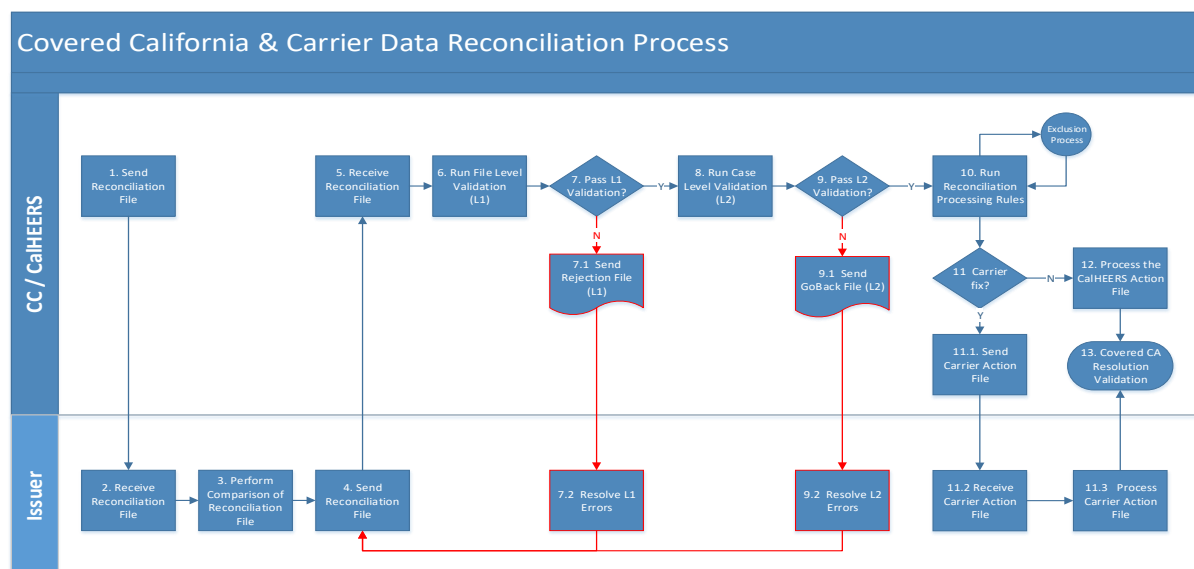 Covered California & Carrier Data Reconciliation Process
CC / CalHEERS
1. Send
Reconciliation
File
5. Receive
Reconciliation
File
6. Run File Level
Validation
(L1)
7. Pass L1
Validation?
Y
8. Run Case
Level Validation
(L2)
9. Pass L2
Validation?
Y
10. Run
Reconciliation
Processing Rules
Exclusion
Process
N
7.1 Send
Rejection File
(L1)
N
9.1 Send
GoBack File (L2)
11 Carrier
fix?
N
12. Process the
CalHEERS Action
File
Y
11.1. Send
Carrier Action
File
13. Covered CA
Resolution
Validation
Issuer
2. Receive
Reconciliation
File
3. Perform
Comparison of
Reconciliation
File
4. Send
Reconciliation
File
7.2 Resolve L1
Errors
9.2 Resolve L2
Errors
11.2 Receive
Carrier Action
File
11.3 Process
Carrier Action
File